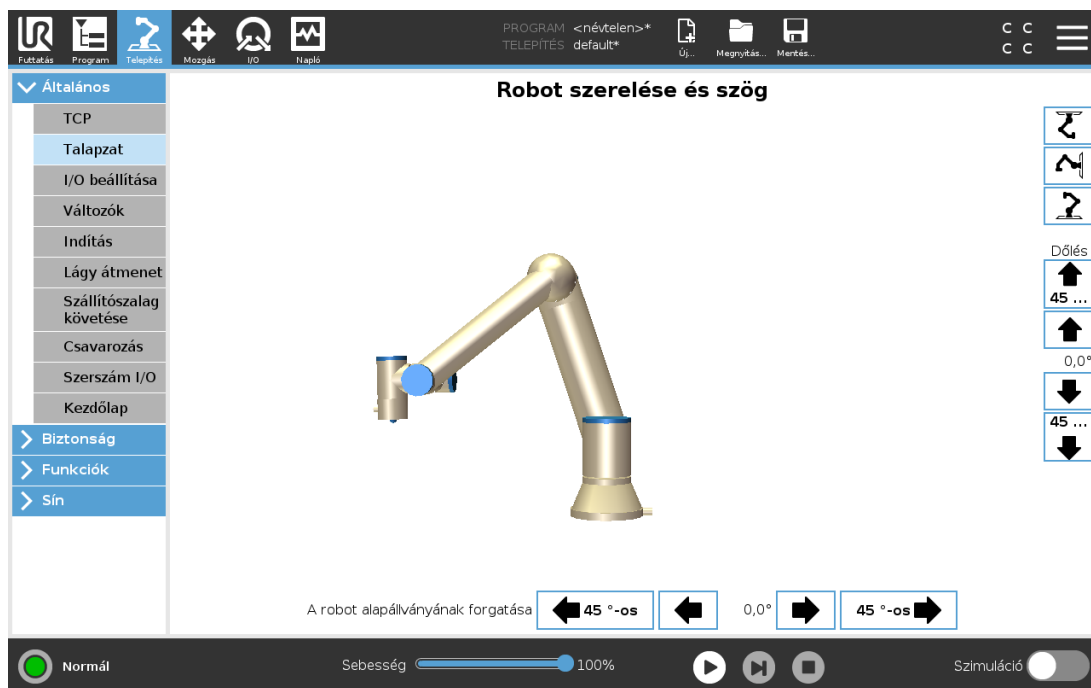 PROGRAM <névtelen>*
TELEPÍTÉS default*
C C
C C
Futtatás Program Telepítés Mozgás I/O Napló
Új... Megnyitás... Mentés...
Általános
TCP
Talapzat
I/O beállítása
Változók
Indítás
Lágy átmenet
Szállítószalag
követése
Csavarozás
Szerszám I/O
Kezdőlap
Biztonság
Funkciók
Sín
Robot szerelése és szög
Dőlés
45 ...
0,0°
45 ...
A robot alapállványának forgatása 45 °-os 0,0° 45 °-os
Normál
Sebesség 100%
Szimuláció